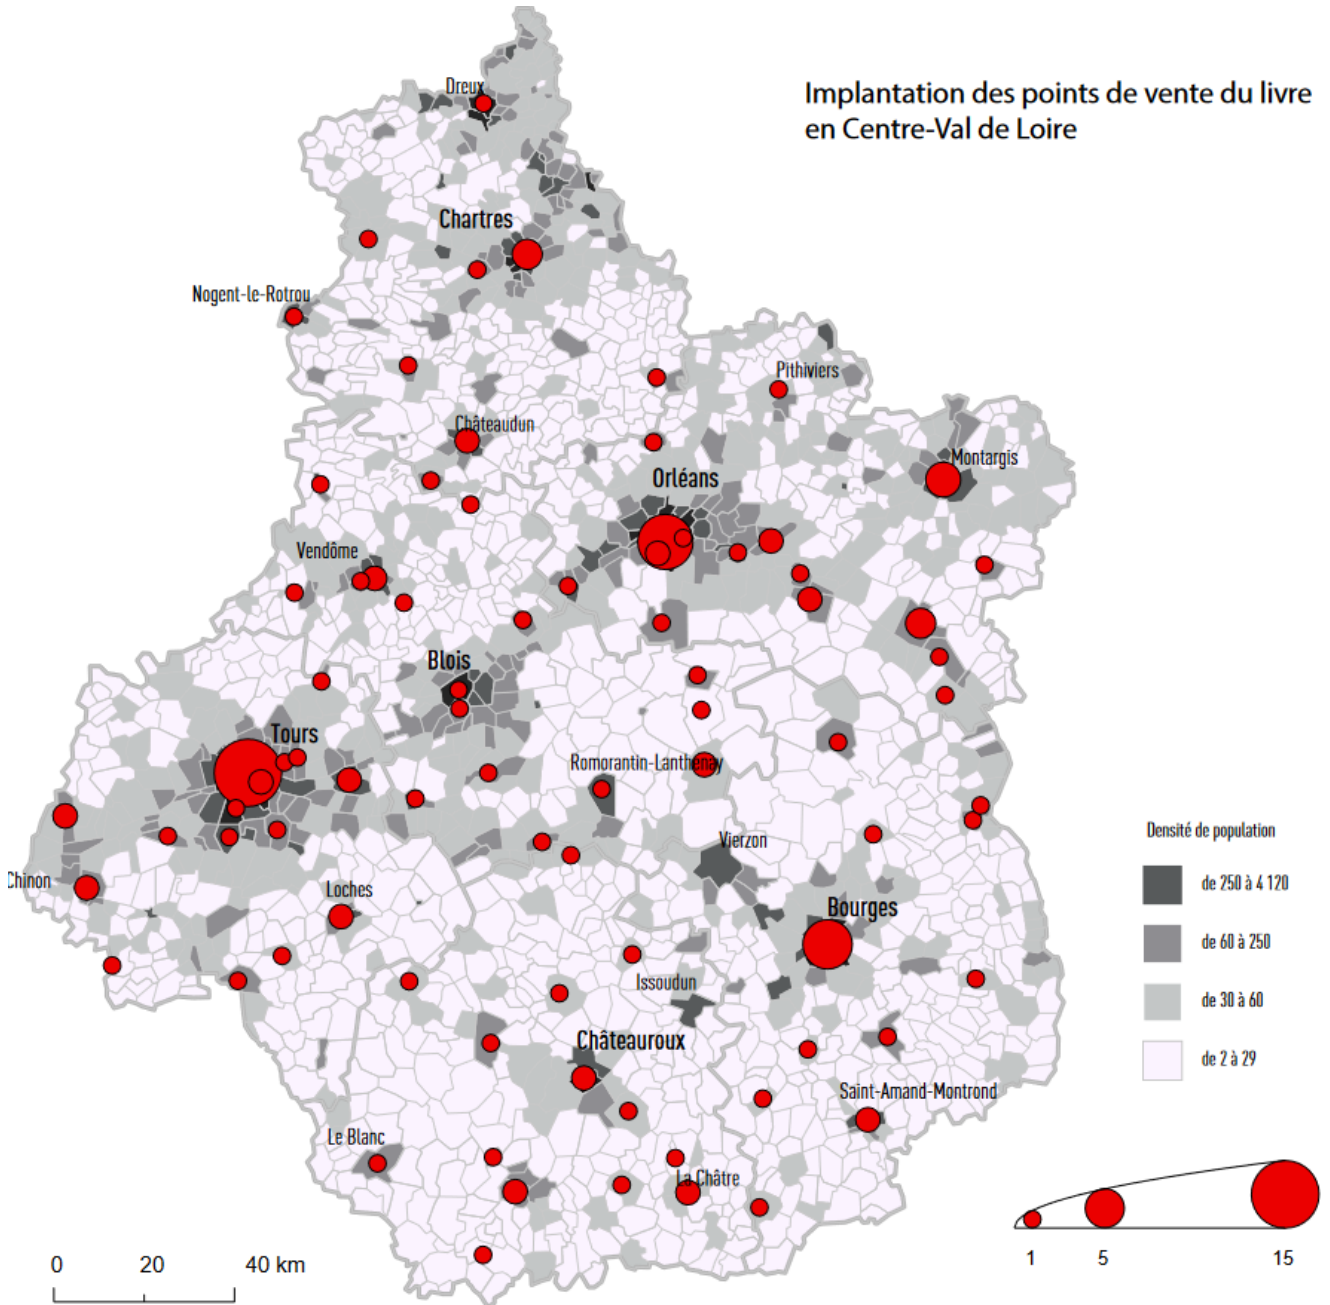 Implantation des points de vente du livre
en Centre-Val de Loire
Dreux
Chartres
Nogent-le-Rotrou
Pithiviers
Châteaudun
Montargis
Orléans
Vendôme
Blois
Tours
Romorantin-Lanthenay
Vierzon
Chinon
Loches
Bourges
Issoudun
Châteauroux
Saint-Amand-Montrond
Le Blanc
La Châtre
Densité de population
de 250 à 4 120
de 60 à 250
de 30 à 60
de 2 à 29
0 20 40 km
1 5 15